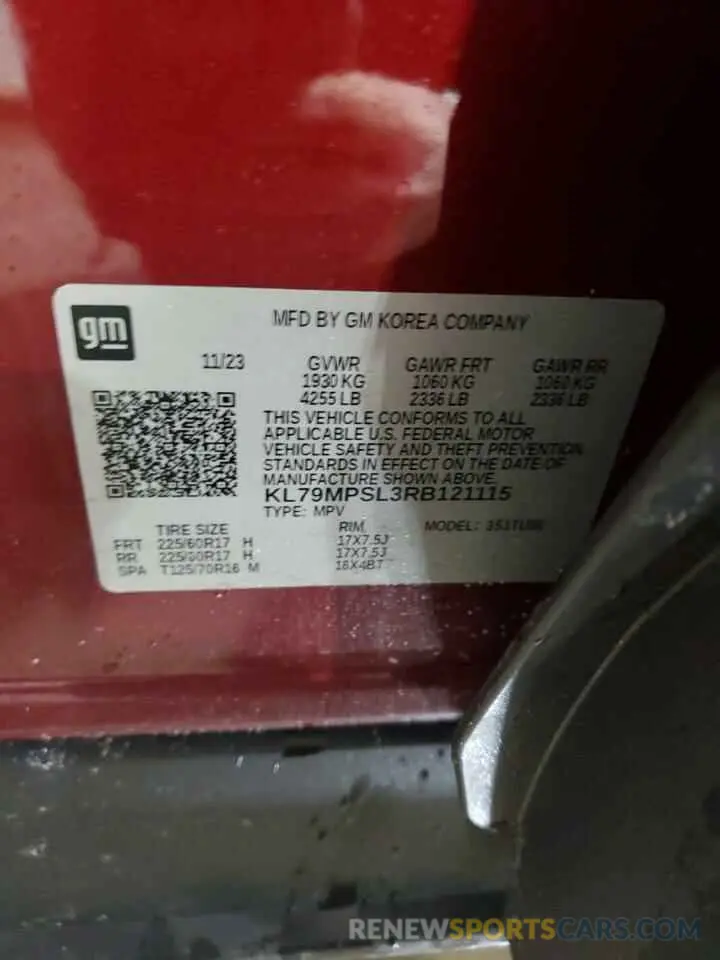 gm
MFD BY GM KOREA COMPANY
11/23 GVWR GAWR FRT GAWR RR
1930 KG 1060 KG 1060 KG
4255 LB 2336 LB 2336 LB
THIS VEHICLE CONFORMS TO ALL
APPLICABLE U.S. FEDERAL MOTOR
VEHICLE SAFETY AND THEFT PREVENTION
STANDARDS IN EFFECT ON THE DATE OF
MANUFACTURE SHOWN ABOVE.
KL79MPSL3RB121115
TYPE: MPV MODEL:
TIRE SIZE RIM
FRT 225/60R17 H 17X7.5J
RR 225/60R17 H 17X7.5J
SPA T125/70R16 M 16X4BT
RENEWSPORTSCARS.COM